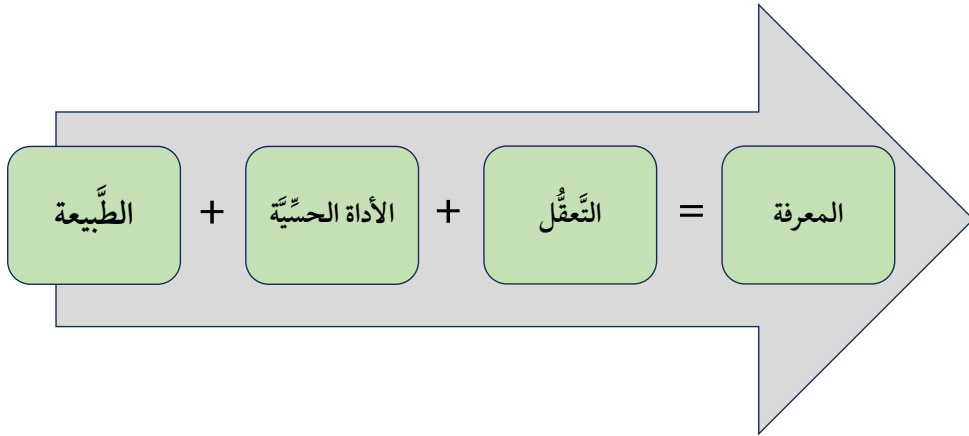 الطَّبيعة + الأداة الحسِّيَّة + التَّعقُّل = المعرفة